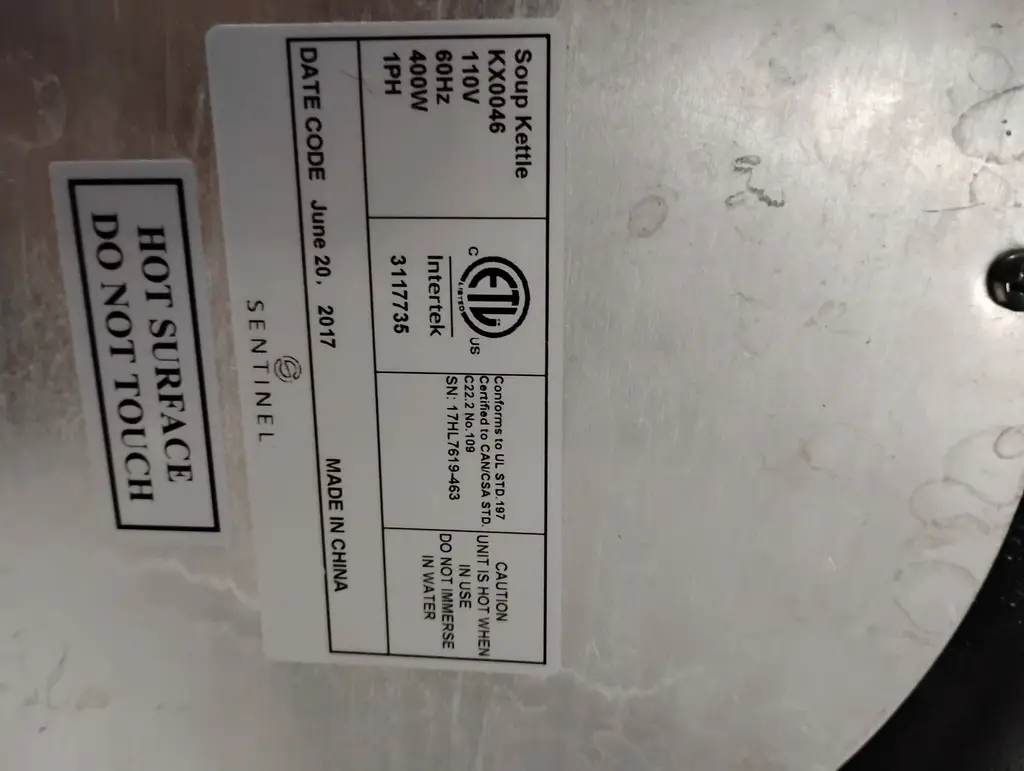 Soup Kettle
KX0046
110V
60Hz
400W
1PH
C ETL US
LISTED
Intertek
3117735
Conforms to UL STD.197
Certified to CAN/CSA STD.
C22.2 No.109
SN: 17HL7619-463
CAUTION
UNIT IS HOT WHEN
IN USE
DO NOT IMMERSE
IN WATER
DATE CODE June 20, 2017 MADE IN CHINA
SENTINEL
HOT SURFACE
DO NOT TOUCH